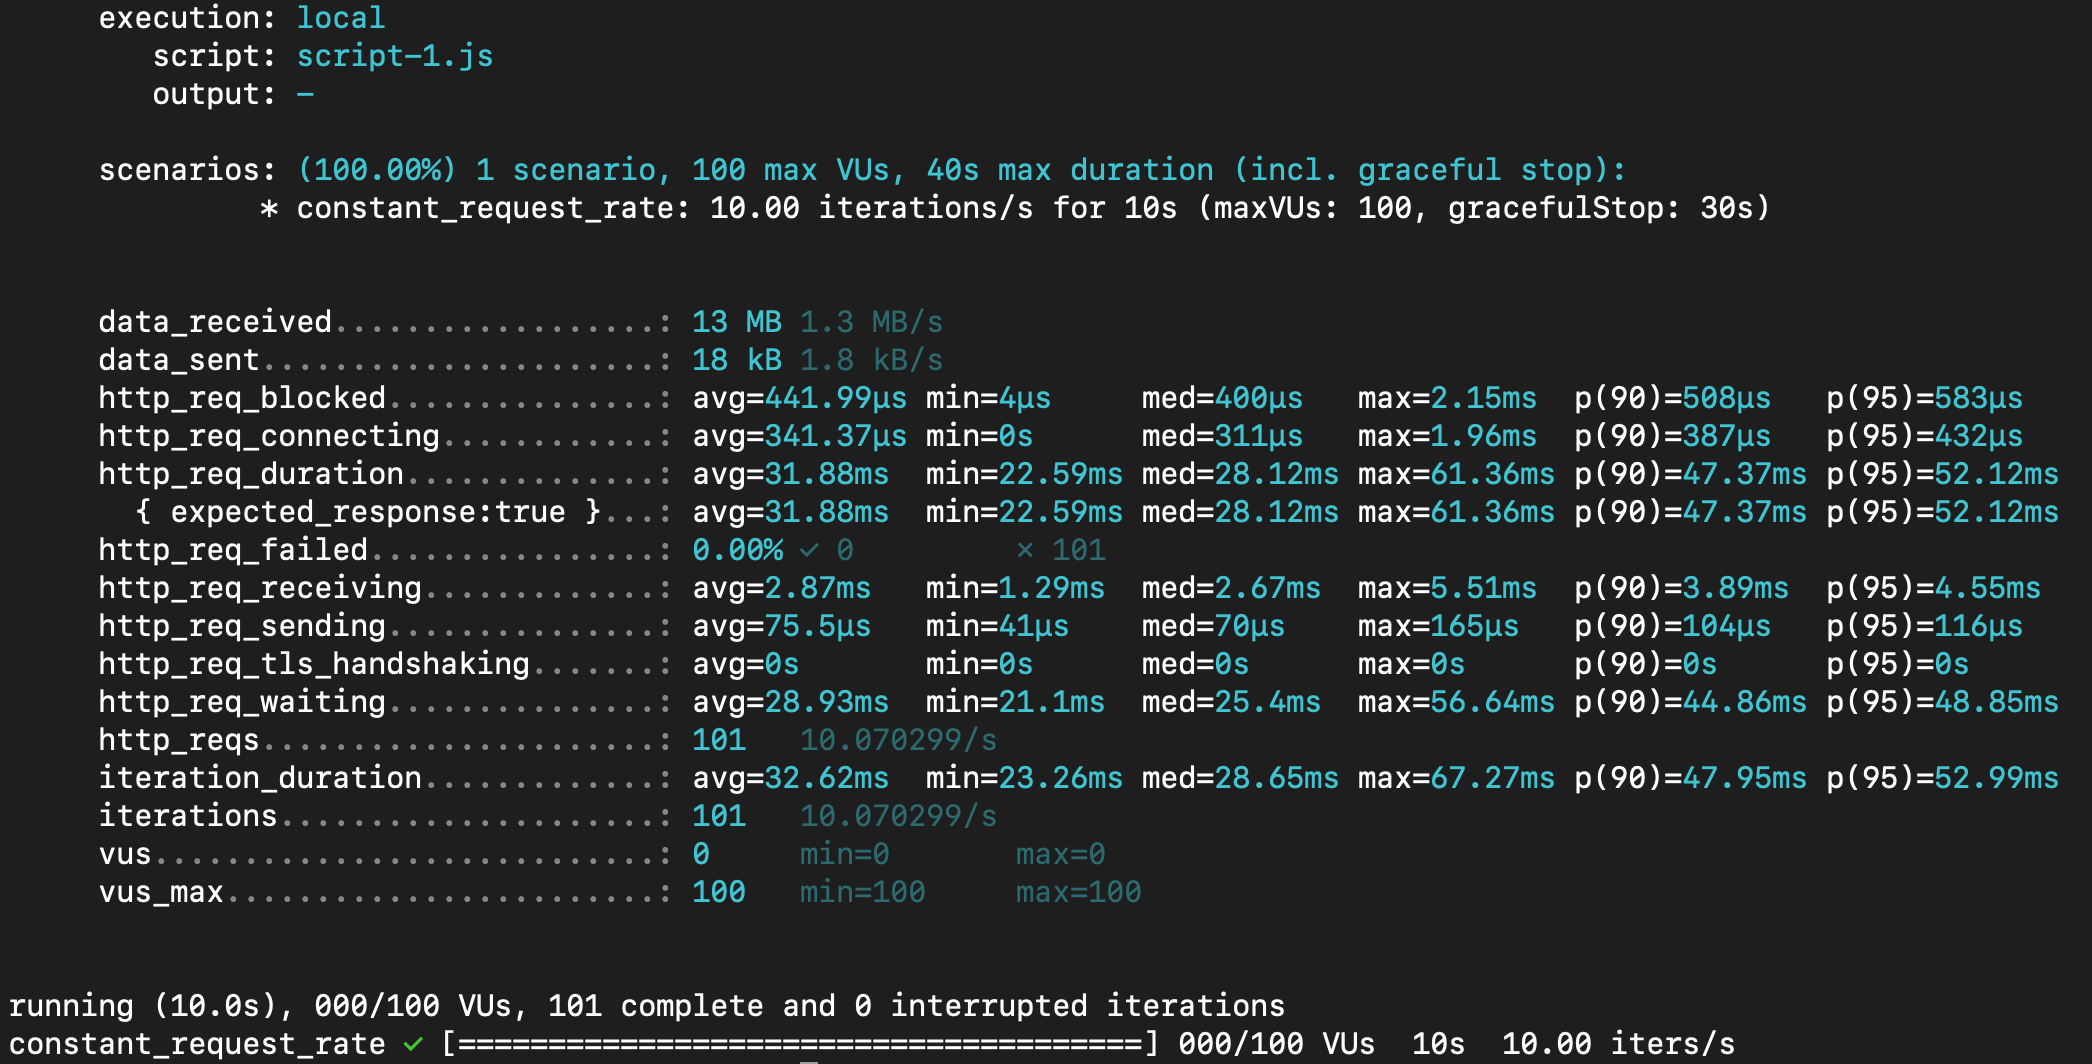 execution: local
script: script-1.js
output: -
scenarios: (100.00%) 1 scenario, 100 max VUs, 40s max duration (incl. graceful stop):
* constant_request_rate: 10.00 iterations/s for 10s (maxVUs: 100, gracefulStop: 30s)
data_received..................: 13 MB 1.3 MB/s
data_sent......................: 18 kB 1.8 kB/s
http_req_blocked...............: avg=441.99µs min=4µs med=400µs max=2.15ms p(90)=508µs p(95)=583µs
http_req_connecting............: avg=341.37µs min=0s med=311µs max=1.96ms p(90)=387µs p(95)=432µs
http_req_duration..............: avg=31.88ms min=22.59ms med=28.12ms max=61.36ms p(90)=47.37ms p(95)=52.12ms
{ expected_response:true }...: avg=31.88ms min=22.59ms med=28.12ms max=61.36ms p(90)=47.37ms p(95)=52.12ms
http_req_failed................: 0.00% ✓ 0 ✗ 101
http_req_receiving.............: avg=2.87ms min=1.29ms med=2.67ms max=5.51ms p(90)=3.89ms p(95)=4.55ms
http_req_sending...............: avg=75.5µs min=41µs med=70µs max=165µs p(90)=104µs p(95)=116µs
http_req_tls_handshaking.......: avg=0s min=0s med=0s max=0s p(90)=0s p(95)=0s
http_req_waiting...............: avg=28.93ms min=21.1ms med=25.4ms max=56.64ms p(90)=44.86ms p(95)=48.85ms
http_reqs......................: 101 10.070299/s
iteration_duration.............: avg=32.62ms min=23.26ms med=28.65ms max=67.27ms p(90)=47.95ms p(95)=52.99ms
iterations.....................: 101 10.070299/s
vus............................: 0 min=0 max=0
vus_max........................: 100 min=100 max=100
running (10.0s), 000/100 VUs, 101 complete and 0 interrupted iterations
constant_request_rate ✓ [======================================] 000/100 VUs 10s 10.00 iters/s